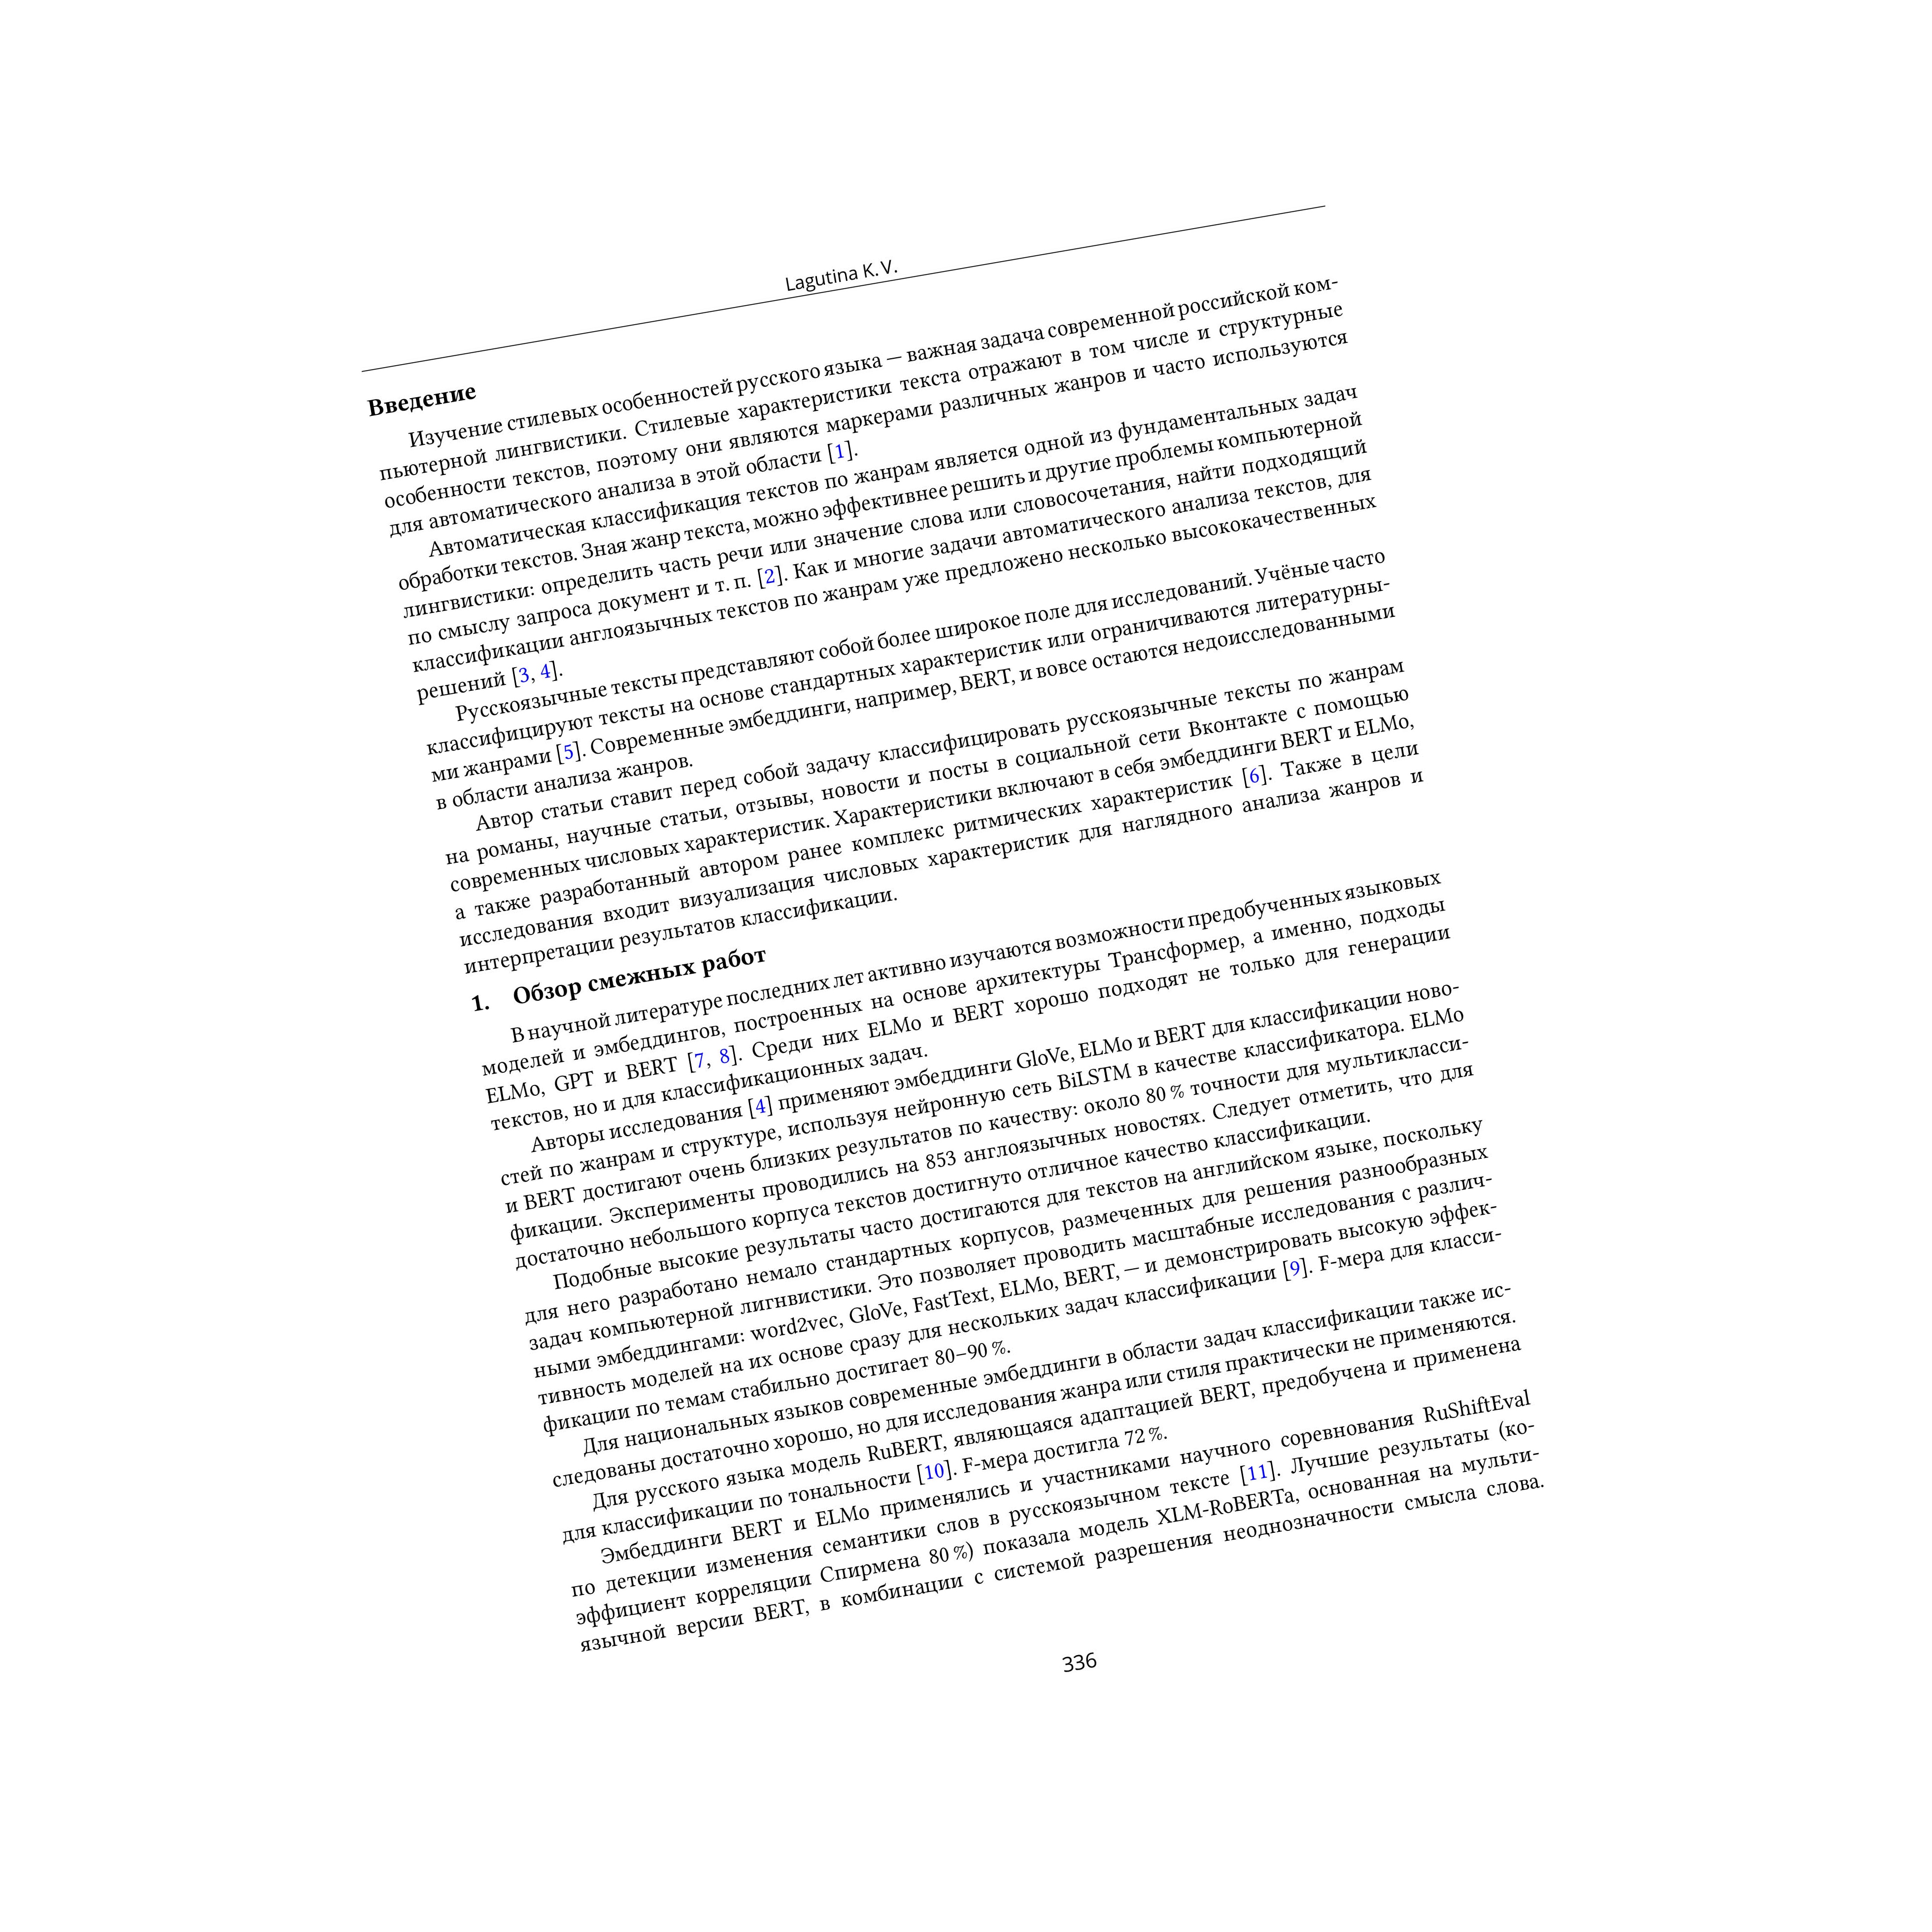 Lagutina K. V.
Введение
Изучение стилевых особенностей русского языка — важная задача современной российской ком-
пьютерной лингвистики. Стилевые характеристики текста отражают в том числе и структурные
особенности текстов, поэтому они являются маркерами различных жанров и часто используются
для автоматического анализа в этой области [1].
Автоматическая классификация текстов по жанрам является одной из фундаментальных задач
обработки текстов. Зная жанр текста, можно эффективнее решить и другие проблемы компьютерной
лингвистики: определить часть речи или значение слова или словосочетания, найти подходящий
по смыслу запроса документ и т. п. [2]. Как и многие задачи автоматического анализа текстов, для
классификации англоязычных текстов по жанрам уже предложено несколько высококачественных
решений [3, 4].
Русскоязычные тексты представляют собой более широкое поле для исследований. Учёные часто
классифицируют тексты на основе стандартных характеристик или ограничиваются литературны-
ми жанрами [5]. Современные эмбеддинги, например, BERT, и вовсе остаются недоисследованными
в области анализа жанров.
Автор статьи ставит перед собой задачу классифицировать русскоязычные тексты по жанрам
на романы, научные статьи, отзывы, новости и посты в социальной сети Вконтакте с помощью
современных числовых характеристик. Характеристики включают в себя эмбеддинги BERT и ELMo,
а также разработанный автором ранее комплекс ритмических характеристик [6]. Также в цели
исследования входит визуализация числовых характеристик для наглядного анализа жанров и
интерпретации результатов классификации.
1. Обзор смежных работ
В научной литературе последних лет активно изучаются возможности предобученных языковых
моделей и эмбеддингов, построенных на основе архитектуры Трансформер, а именно, подходы
ELMo, GPT и BERT [7, 8]. Среди них ELMo и BERT хорошо подходят не только для генерации
текстов, но и для классификационных задач.
Авторы исследования [4] применяют эмбеддинги GloVe, ELMo и BERT для классификации ново-
стей по жанрам и структуре, используя нейронную сеть BiLSTM в качестве классификатора. ELMo
и BERT достигают очень близких результатов по качеству: около 80 % точности для мультикласси-
фикации. Эксперименты проводились на 853 англоязычных новостях. Следует отметить, что для
достаточно небольшого корпуса текстов достигнуто отличное качество классификации.
Подобные высокие результаты часто достигаются для текстов на английском языке, поскольку
для него разработано немало стандартных корпусов, размеченных для решения разнообразных
задач компьютерной лигнвистики. Это позволяет проводить масштабные исследования с различ-
ными эмбеддингами: word2vec, GloVe, FastText, ELMo, BERT, — и демонстрировать высокую эффек-
тивность моделей на их основе сразу для нескольких задач классификации [9]. F-мера для класси-
фикации по темам стабильно достигает 80–90 %.
Для национальных языков современные эмбеддинги в области задач классификации также ис-
следованы достаточно хорошо, но для исследования жанра или стиля практически не применяются.
Для русского языка модель RuBERT, являющаяся адаптацией BERT, предобучена и применена
для классификации по тональности [10]. F-мера достигла 72 %.
Эмбеддинги BERT и ELMo применялись и участниками научного соревнования RuShiftEval
по детекции изменения семантики слов в русскоязычном тексте [11]. Лучшие результаты (ко-
эффициент корреляции Спирмена 80 %) показала модель XLM-RoBERTa, основанная на мульти-
язычной версии BERT, в комбинации с системой разрешения неоднозначности смысла слова.
336